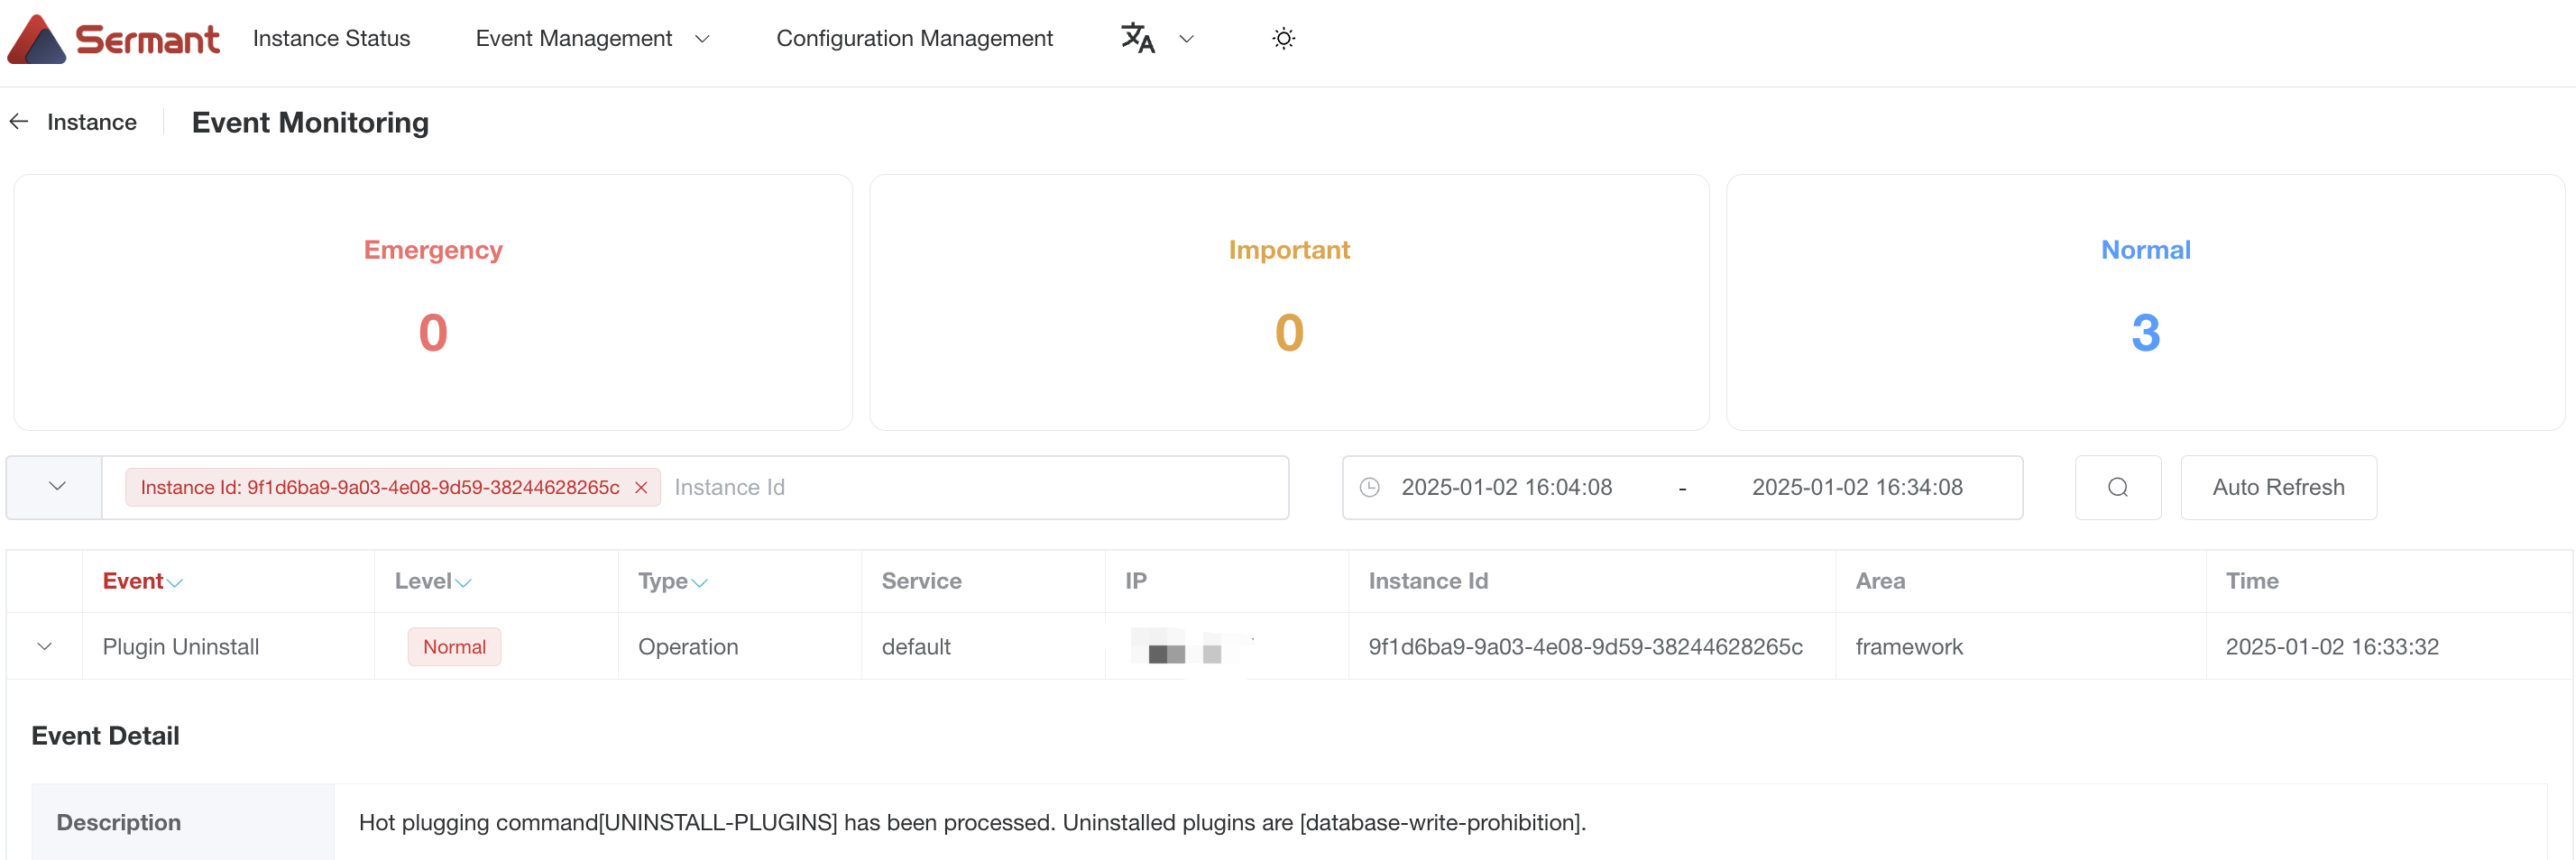 Sermant Instance Status Event Management Configuration Management
Instance Event Monitoring
Emergency Important Normal
0 0 3
Instance Id: 9f1d6ba9-9a03-4e08-9d59-38244628265c Instance Id 2025-01-02 16:04:08 - 2025-01-02 16:34:08 Auto Refresh
Event Level Type Service IP Instance Id Area Time
Plugin Uninstall Normal Operation default 9f1d6ba9-9a03-4e08-9d59-38244628265c framework 2025-01-02 16:33:32
Event Detail
Description Hot plugging command[UNINSTALL-PLUGINS] has been processed. Uninstalled plugins are [database-write-prohibition].